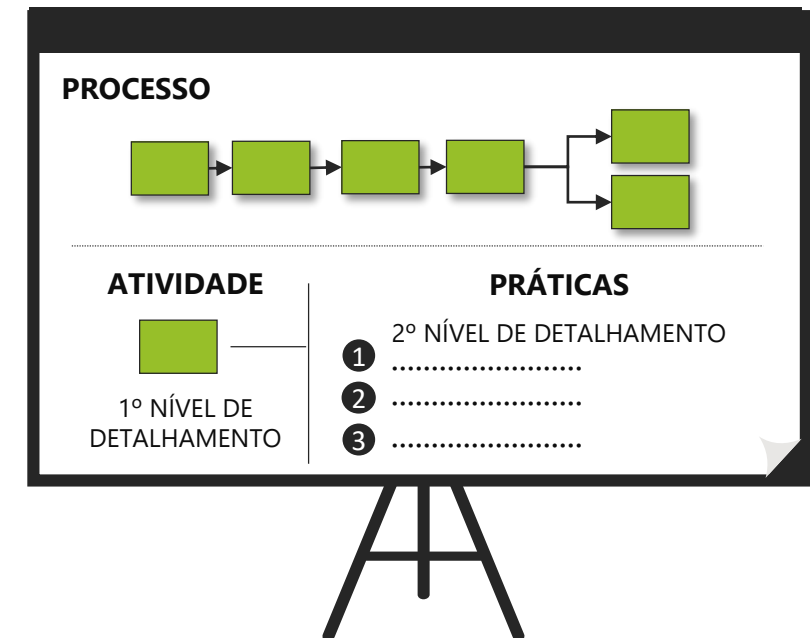 PROCESSO
ATIVIDADE
1º NÍVEL DE
DETALHAMENTO
PRÁTICAS
2º NÍVEL DE DETALHAMENTO
1 ........................
2 ........................
3 ........................